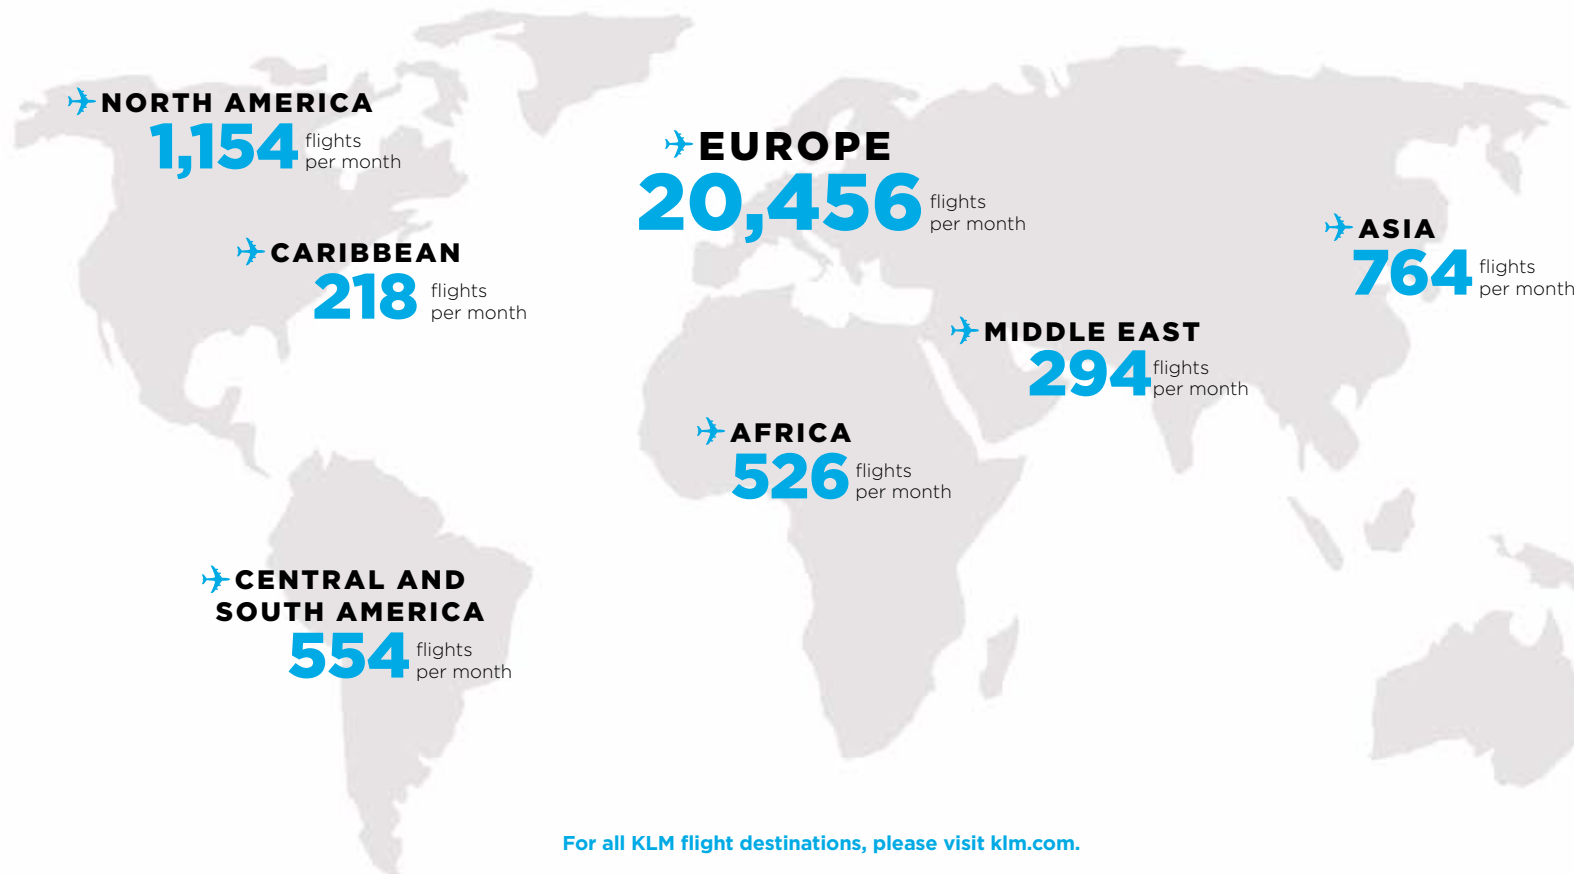 NORTH AMERICA
1,154 flights
per month
EUROPE
20,456 flights
per month
CARIBBEAN
218 flights
per month
ASIA
764 flights
per month
MIDDLE EAST
294 flights
per month
AFRICA
526 flights
per month
CENTRAL AND
SOUTH AMERICA
554 flights
per month
For all KLM flight destinations, please visit klm.com.